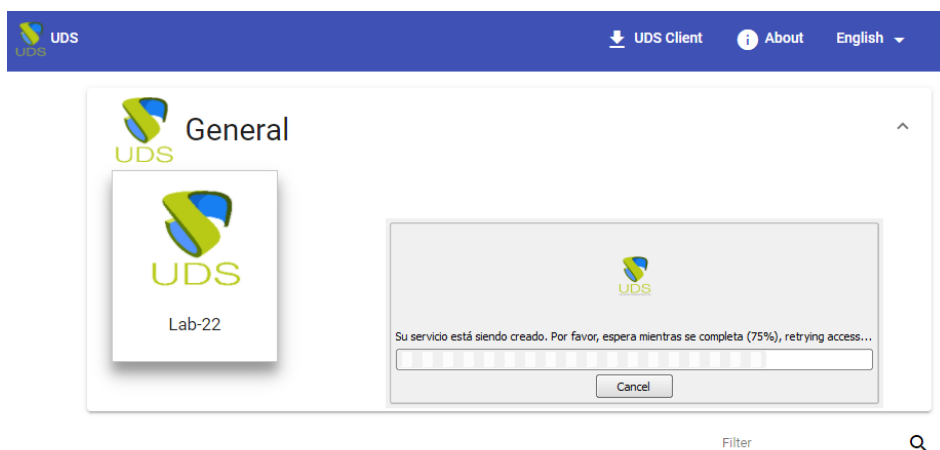 UDS
UDS
UDS Client
About
English
UDS
General
UDS
Lab-22
UDS
Su servicio está siendo creado. Por favor, espera mientras se completa (75%), retrying access...
Cancel
Filter